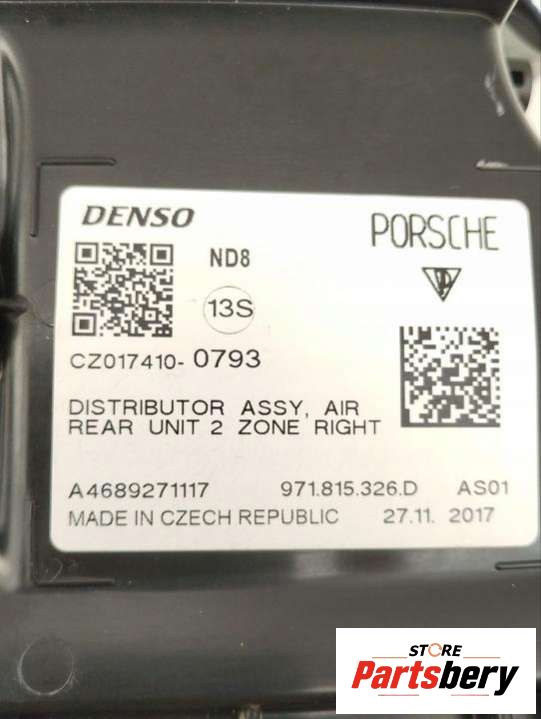 DENSO
PORSCHE
ND8
13S
CZ017410- 0793
DISTRIBUTOR ASSY, AIR
REAR UNIT 2 ZONE RIGHT
A4689271117 971.815.326.D AS01
MADE IN CZECH REPUBLIC 27.11. 2017
STORE
Partsbery